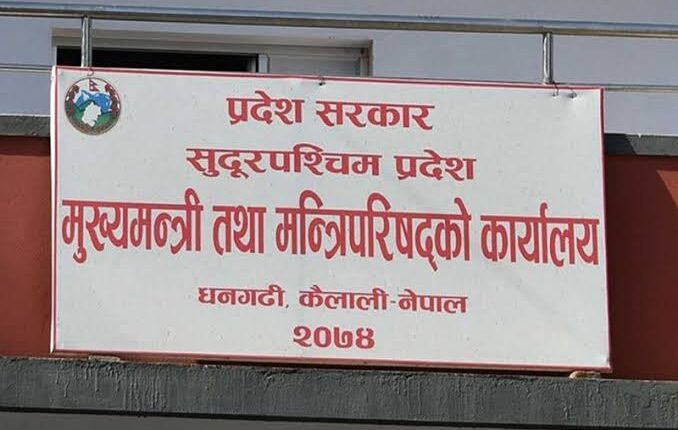 प्रदेश सरकार
सुदूरपश्चिम प्रदेश
मुख्यमन्त्री तथा मन्त्रिपरिषद्को कार्यालय
धनगढी, कैलाली-नेपाल
२०७४